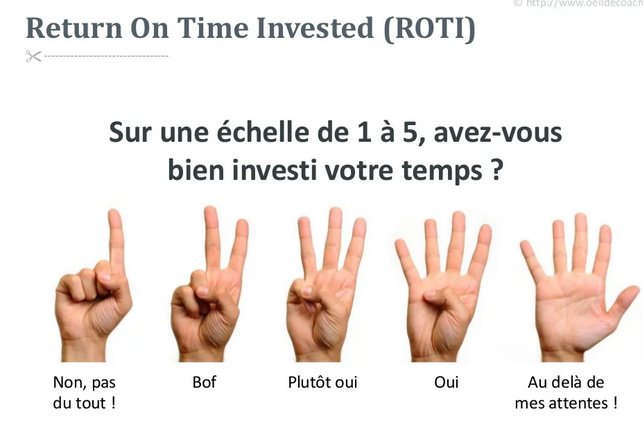 © http://www.oeildecoach
Return On Time Invested (ROTI)
Sur une échelle de 1 à 5, avez-vous
bien investi votre temps ?
Non, pas
du tout !
Bof
Plutôt oui
Oui
Au delà de
mes attentes !